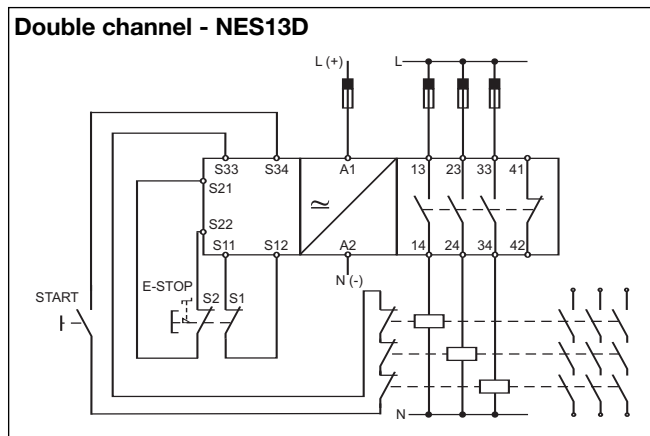 Double channel - NES13D
L (+) L
S33 S34 A1 13 23 33 41
S21
S22
S11 S12 A2 14 24 34 42
N (-)
E-STOP
START S2 S1
N